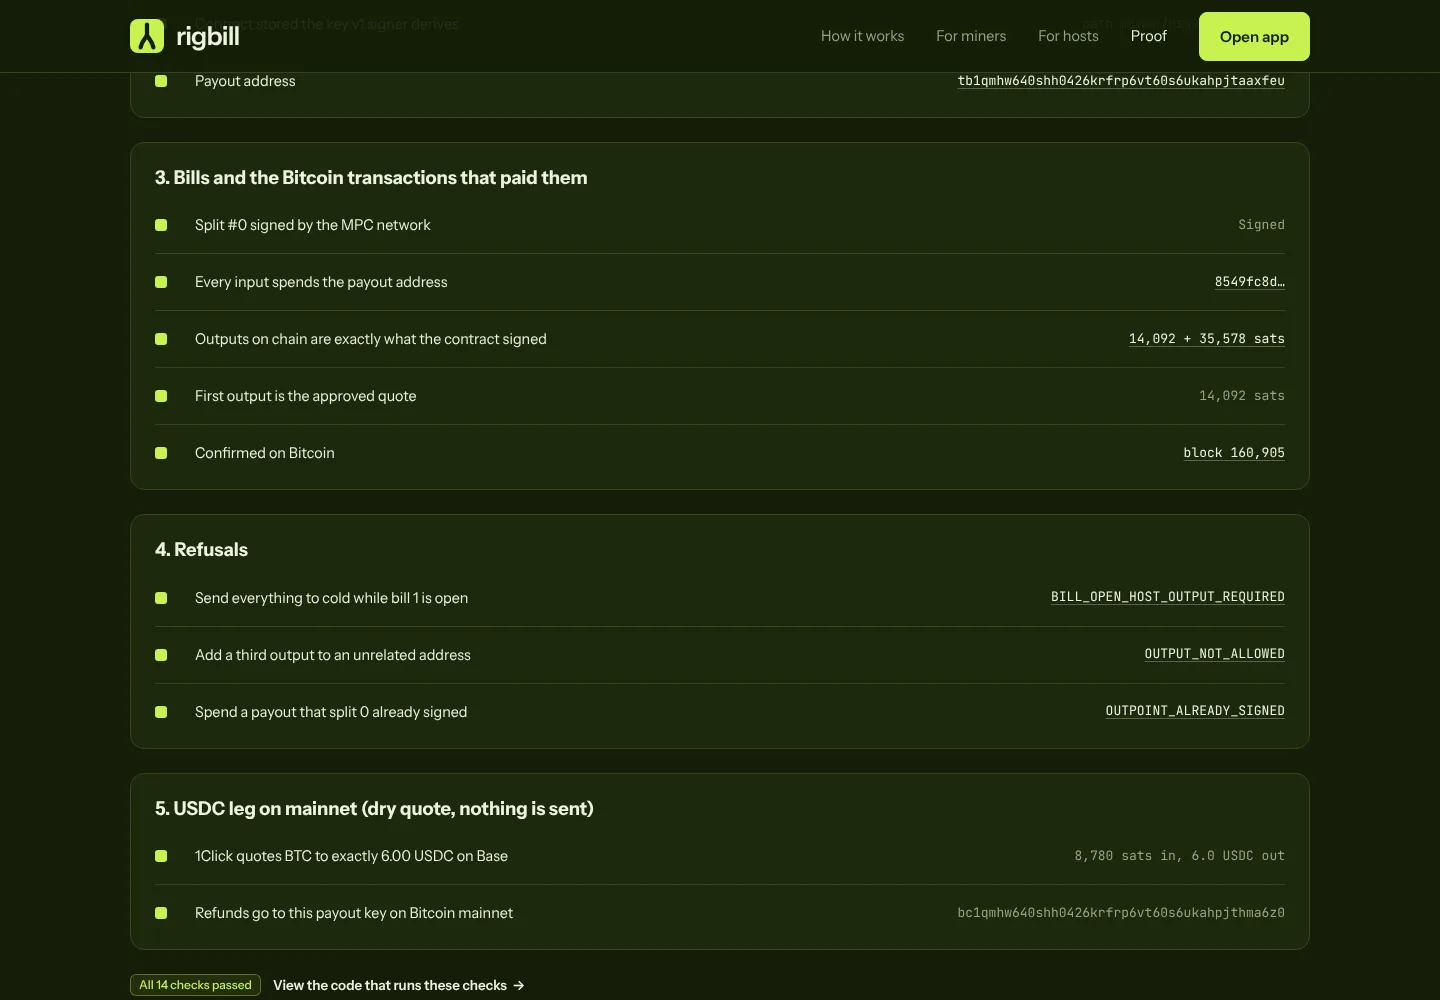 Contract stored the key v1.signer derives
rigbill
How it works
For miners
For hosts
Proof
Open app
Payout address
tb1qmhw640shh0426krfrp6vt60s6ukahpjtaaxfeu
3. Bills and the Bitcoin transactions that paid them
Split #0 signed by the MPC network
Signed
Every input spends the payout address
8549fc8d…
Outputs on chain are exactly what the contract signed
14,092 + 35,578 sats
First output is the approved quote
14,092 sats
Confirmed on Bitcoin
block 160,905
4. Refusals
Send everything to cold while bill 1 is open
BILL_OPEN_HOST_OUTPUT_REQUIRED
Add a third output to an unrelated address
OUTPUT_NOT_ALLOWED
Spend a payout that split 0 already signed
OUTPOINT_ALREADY_SIGNED
5. USDC leg on mainnet (dry quote, nothing is sent)
1Click quotes BTC to exactly 6.00 USDC on Base
8,780 sats in, 6.0 USDC out
Refunds go to this payout key on Bitcoin mainnet
bc1qmhw640shh0426krfrp6vt60s6ukahpjthma6z0
All 14 checks passed
View the code that runs these checks →